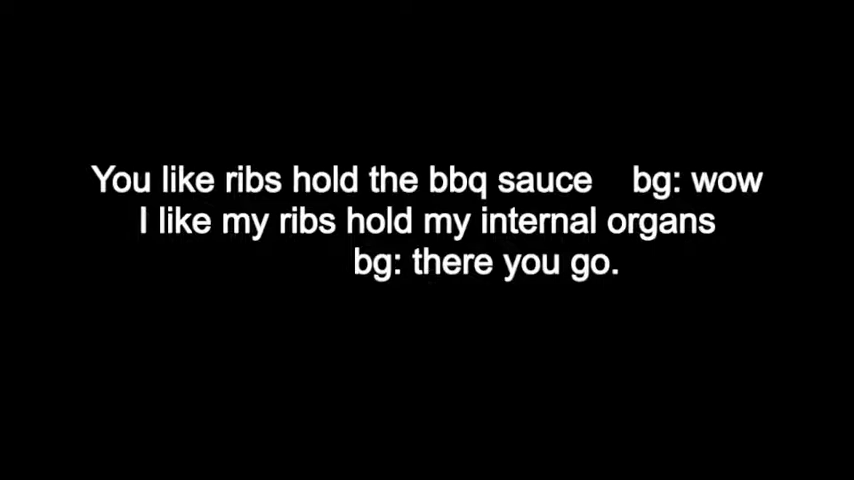 You like ribs hold the bbq sauce bg: wow
I like my ribs hold my internal organs
bg: there you go.